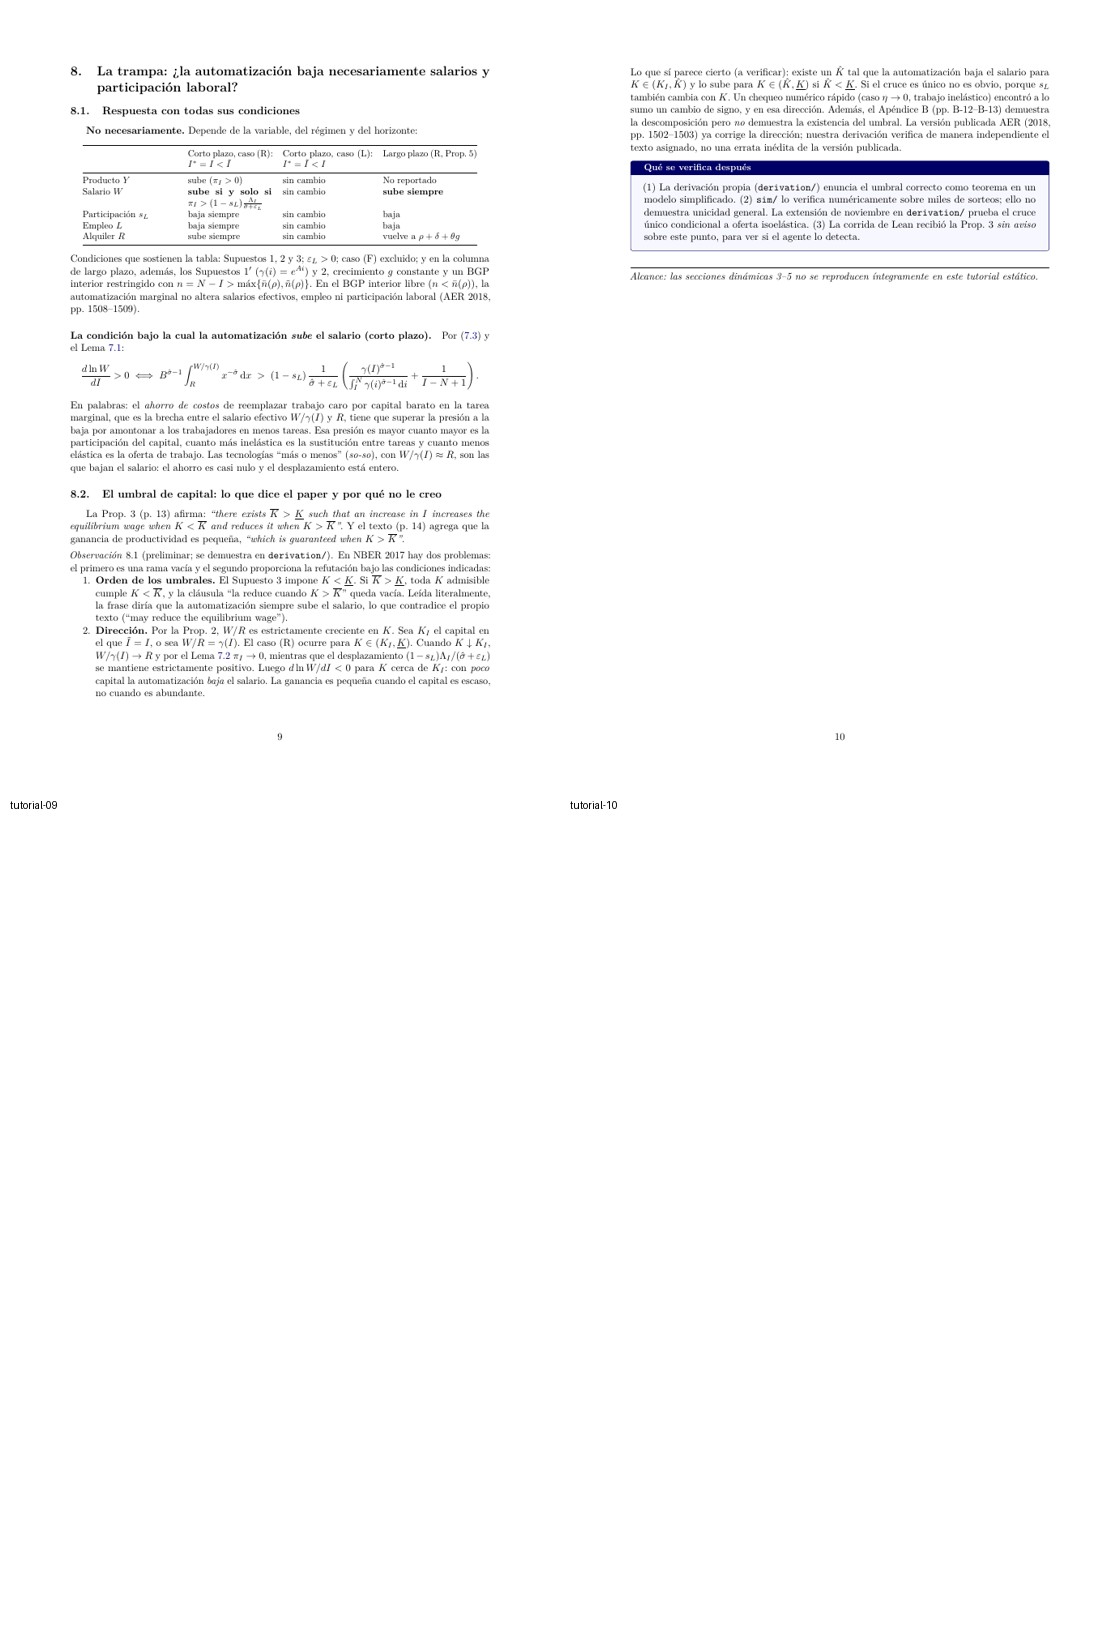 8. La trampa: ¿la automatización baja necesariamente salarios y
participación laboral?
8.1. Respuesta con todas sus condiciones
No necesariamente. Depende de la variable, del régimen y del horizonte:
Corto plazo, caso (R): Corto plazo, caso (L): Largo plazo (R, Prop. 5)
I* = I < Ĩ I* = Ĩ < I
Producto Y sube (π_I > 0) sin cambio No reportado
Salario W sube si y solo si sin cambio sube siempre
π_I > (1 − s_L) Λ_I/(σ̂+ε_L)
Participación s_L baja siempre sin cambio baja
Empleo L baja siempre sin cambio baja
Alquiler R sube siempre sin cambio vuelve a ρ + δ + θg
Condiciones que sostienen la tabla: Supuestos 1, 2 y 3; ε_L > 0; caso (F) excluido; y en la columna
de largo plazo, además, los Supuestos 1′ (γ(i) = e^{Ai}) y 2, crecimiento g constante y un BGP
interior restringido con n = N − I > máx{n̄(ρ), ñ(ρ)}. En el BGP interior libre (n < n̄(ρ)), la
automatización marginal no altera salarios efectivos, empleo ni participación laboral (AER 2018,
pp. 1508–1509).
La condición bajo la cual la automatización sube el salario (corto plazo). Por (7.3) y
el Lema 7.1:
d ln W/dI > 0 ⟺ B^{σ̂−1} ∫_R^{W/γ(I)} x^{−σ̂} dx > (1 − s_L) 1/(σ̂ + ε_L) ( γ(I)^{σ̂−1}/∫_I^N γ(i)^{σ̂−1} di + 1/(I − N + 1) ).
En palabras: el ahorro de costos de reemplazar trabajo caro por capital barato en la tarea
marginal, que es la brecha entre el salario efectivo W/γ(I) y R, tiene que superar la presión a la
baja por amontonar a los trabajadores en menos tareas. Esa presión es mayor cuanto mayor es la
participación del capital, cuanto más inelástica es la sustitución entre tareas y cuanto menos
elástica es la oferta de trabajo. Las tecnologías “más o menos” (so-so), con W/γ(I) ≈ R, son las
que bajan el salario: el ahorro es casi nulo y el desplazamiento está entero.
8.2. El umbral de capital: lo que dice el paper y por qué no le creo
La Prop. 3 (p. 13) afirma: “there exists K̅ > K̲ such that an increase in I increases the
equilibrium wage when K < K̅ and reduces it when K > K̅”. Y el texto (p. 14) agrega que la
ganancia de productividad es pequeña, “which is guaranteed when K > K̅”.
Observación 8.1 (preliminar; se demuestra en derivation/). En NBER 2017 hay dos problemas:
el primero es una rama vacía y el segundo proporciona la refutación bajo las condiciones indicadas:
1. Orden de los umbrales. El Supuesto 3 impone K < K̲. Si K̅ > K̲, toda K admisible
cumple K < K̅, y la cláusula “la reduce cuando K > K̅” queda vacía. Leída literalmente,
la frase diría que la automatización siempre sube el salario, lo que contradice el propio
texto (“may reduce the equilibrium wage”).
2. Dirección. Por la Prop. 2, W/R es estrictamente creciente en K. Sea K_I el capital en
el que Ĩ = I, o sea W/R = γ(I). El caso (R) ocurre para K ∈ (K_I, K̲). Cuando K ↓ K_I,
W/γ(I) → R y por el Lema 7.2 π_I → 0, mientras que el desplazamiento (1−s_L)Λ_I/(σ̂+ε_L)
se mantiene estrictamente positivo. Luego d ln W/dI < 0 para K cerca de K_I: con poco
capital la automatización baja el salario. La ganancia es pequeña cuando el capital es escaso,
no cuando es abundante.
9
tutorial-09
Lo que sí parece cierto (a verificar): existe un K̂ tal que la automatización baja el salario para
K ∈ (K_I, K̂) y lo sube para K ∈ (K̂, K̲) si K̂ < K̲. Si el cruce es único no es obvio, porque s_L
también cambia con K. Un chequeo numérico rápido (caso η → 0, trabajo inelástico) encontró a lo
sumo un cambio de signo, y en esa dirección. Además, el Apéndice B (pp. B-12–B-13) demuestra
la descomposición pero no demuestra la existencia del umbral. La versión publicada AER (2018,
pp. 1502–1503) ya corrige la dirección; nuestra derivación verifica de manera independiente el
texto asignado, no una errata inédita de la versión publicada.
Qué se verifica después
(1) La derivación propia (derivation/) enuncia el umbral correcto como teorema en un
modelo simplificado. (2) sim/ lo verifica numéricamente sobre miles de sorteos; ello no
demuestra unicidad general. La extensión de noviembre en derivation/ prueba el cruce
único condicional a oferta isoelástica. (3) La corrida de Lean recibió la Prop. 3 sin aviso
sobre este punto, para ver si el agente lo detecta.
Alcance: las secciones dinámicas 3–5 no se reproducen íntegramente en este tutorial estático.
10
tutorial-10